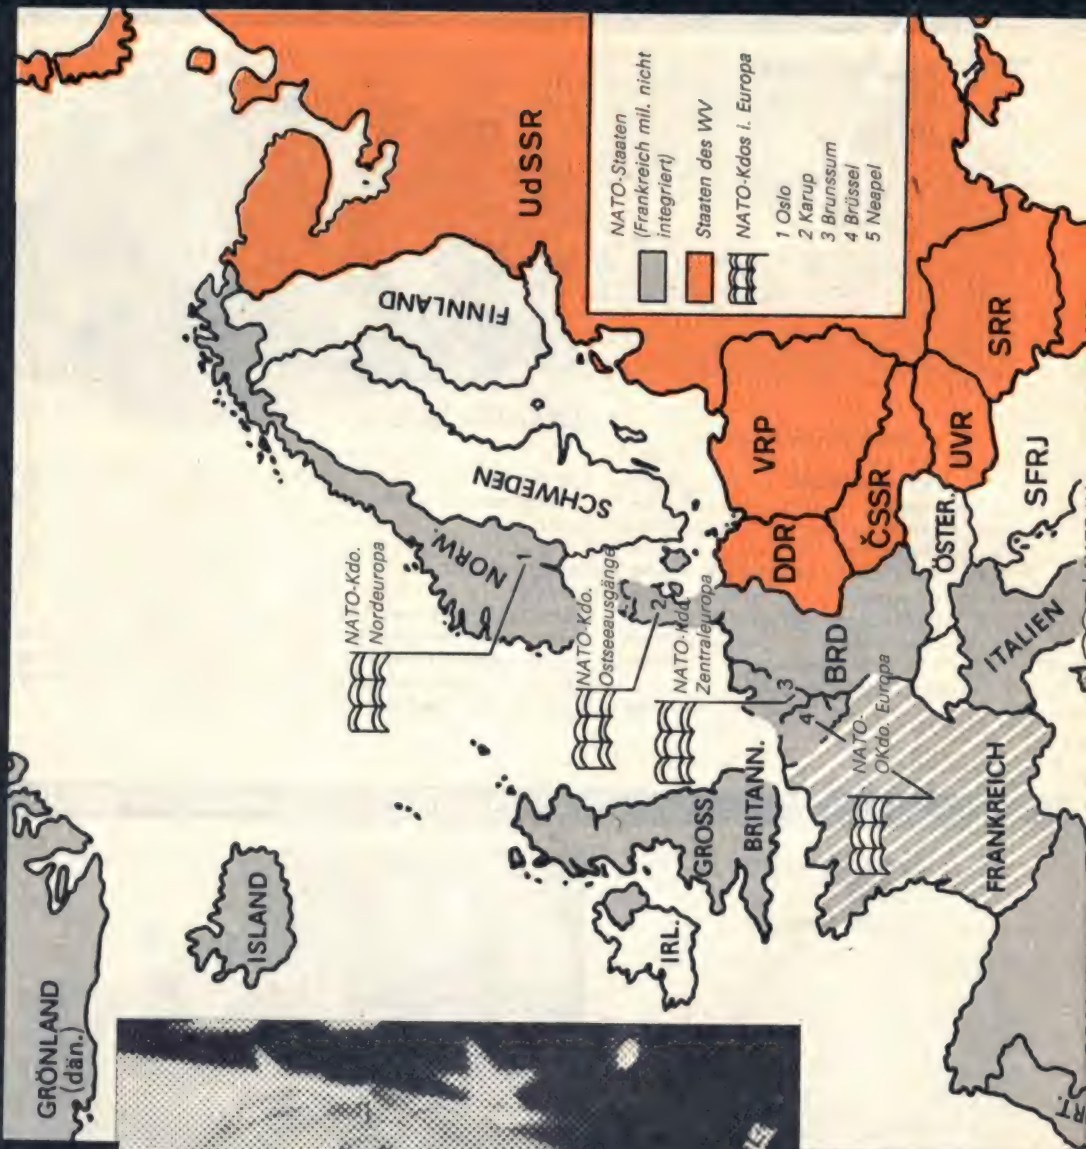 GRÖNLAND
(dän.)
ISLAND
NATO-Kdo.
Nordeuropa
NORW.
1
SCHWEDEN
FINNLAND
UdSSR
NATO-Kdo.
Ostseeausgänge
2
NATO-Kdo.
Zentraleuropa
3
4
IRL.
GROSS
BRITANN.
BRD
DDR
VRP
ČSSR
UVR
SRR
ÖSTER.
SFRJ
ITALIEN
NATO-
OKdo. Europa
FRANKREICH
RT.
NATO-Staaten
(Frankreich mil. nicht
integriert)
Staaten des WV
NATO-Kdos i. Europa
1 Oslo
2 Karup
3 Brunssum
4 Brüssel
5 Neapel